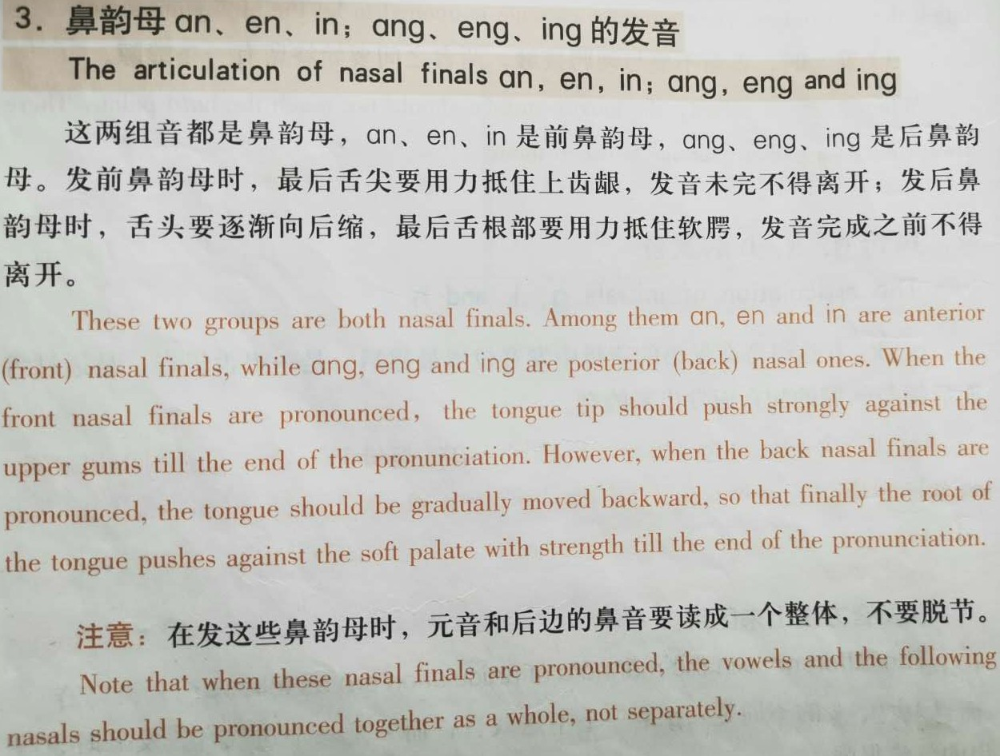 3. 鼻韵母 an、en、in；ang、eng、ing 的发音
The articulation of nasal finals an, en, in; ang, eng and ing
这两组音都是鼻韵母，an、en、in 是前鼻韵母，ang、eng、ing 是后鼻韵
母。发前鼻韵母时，最后舌尖要用力抵住上齿龈，发音未完不得离开；发后鼻
韵母时，舌头要逐渐向后缩，最后舌根部要用力抵住软腭，发音完成之前不得
离开。
These two groups are both nasal finals. Among them an, en and in are anterior
(front) nasal finals, while ang, eng and ing are posterior (back) nasal ones. When the
front nasal finals are pronounced, the tongue tip should push strongly against the
upper gums till the end of the pronunciation. However, when the back nasal finals are
pronounced, the tongue should be gradually moved backward, so that finally the root of
the tongue pushes against the soft palate with strength till the end of the pronunciation.
注意：在发这些鼻韵母时，元音和后边的鼻音要读成一个整体，不要脱节。
Note that when these nasal finals are pronounced, the vowels and the following
nasals should be pronounced together as a whole, not separately.